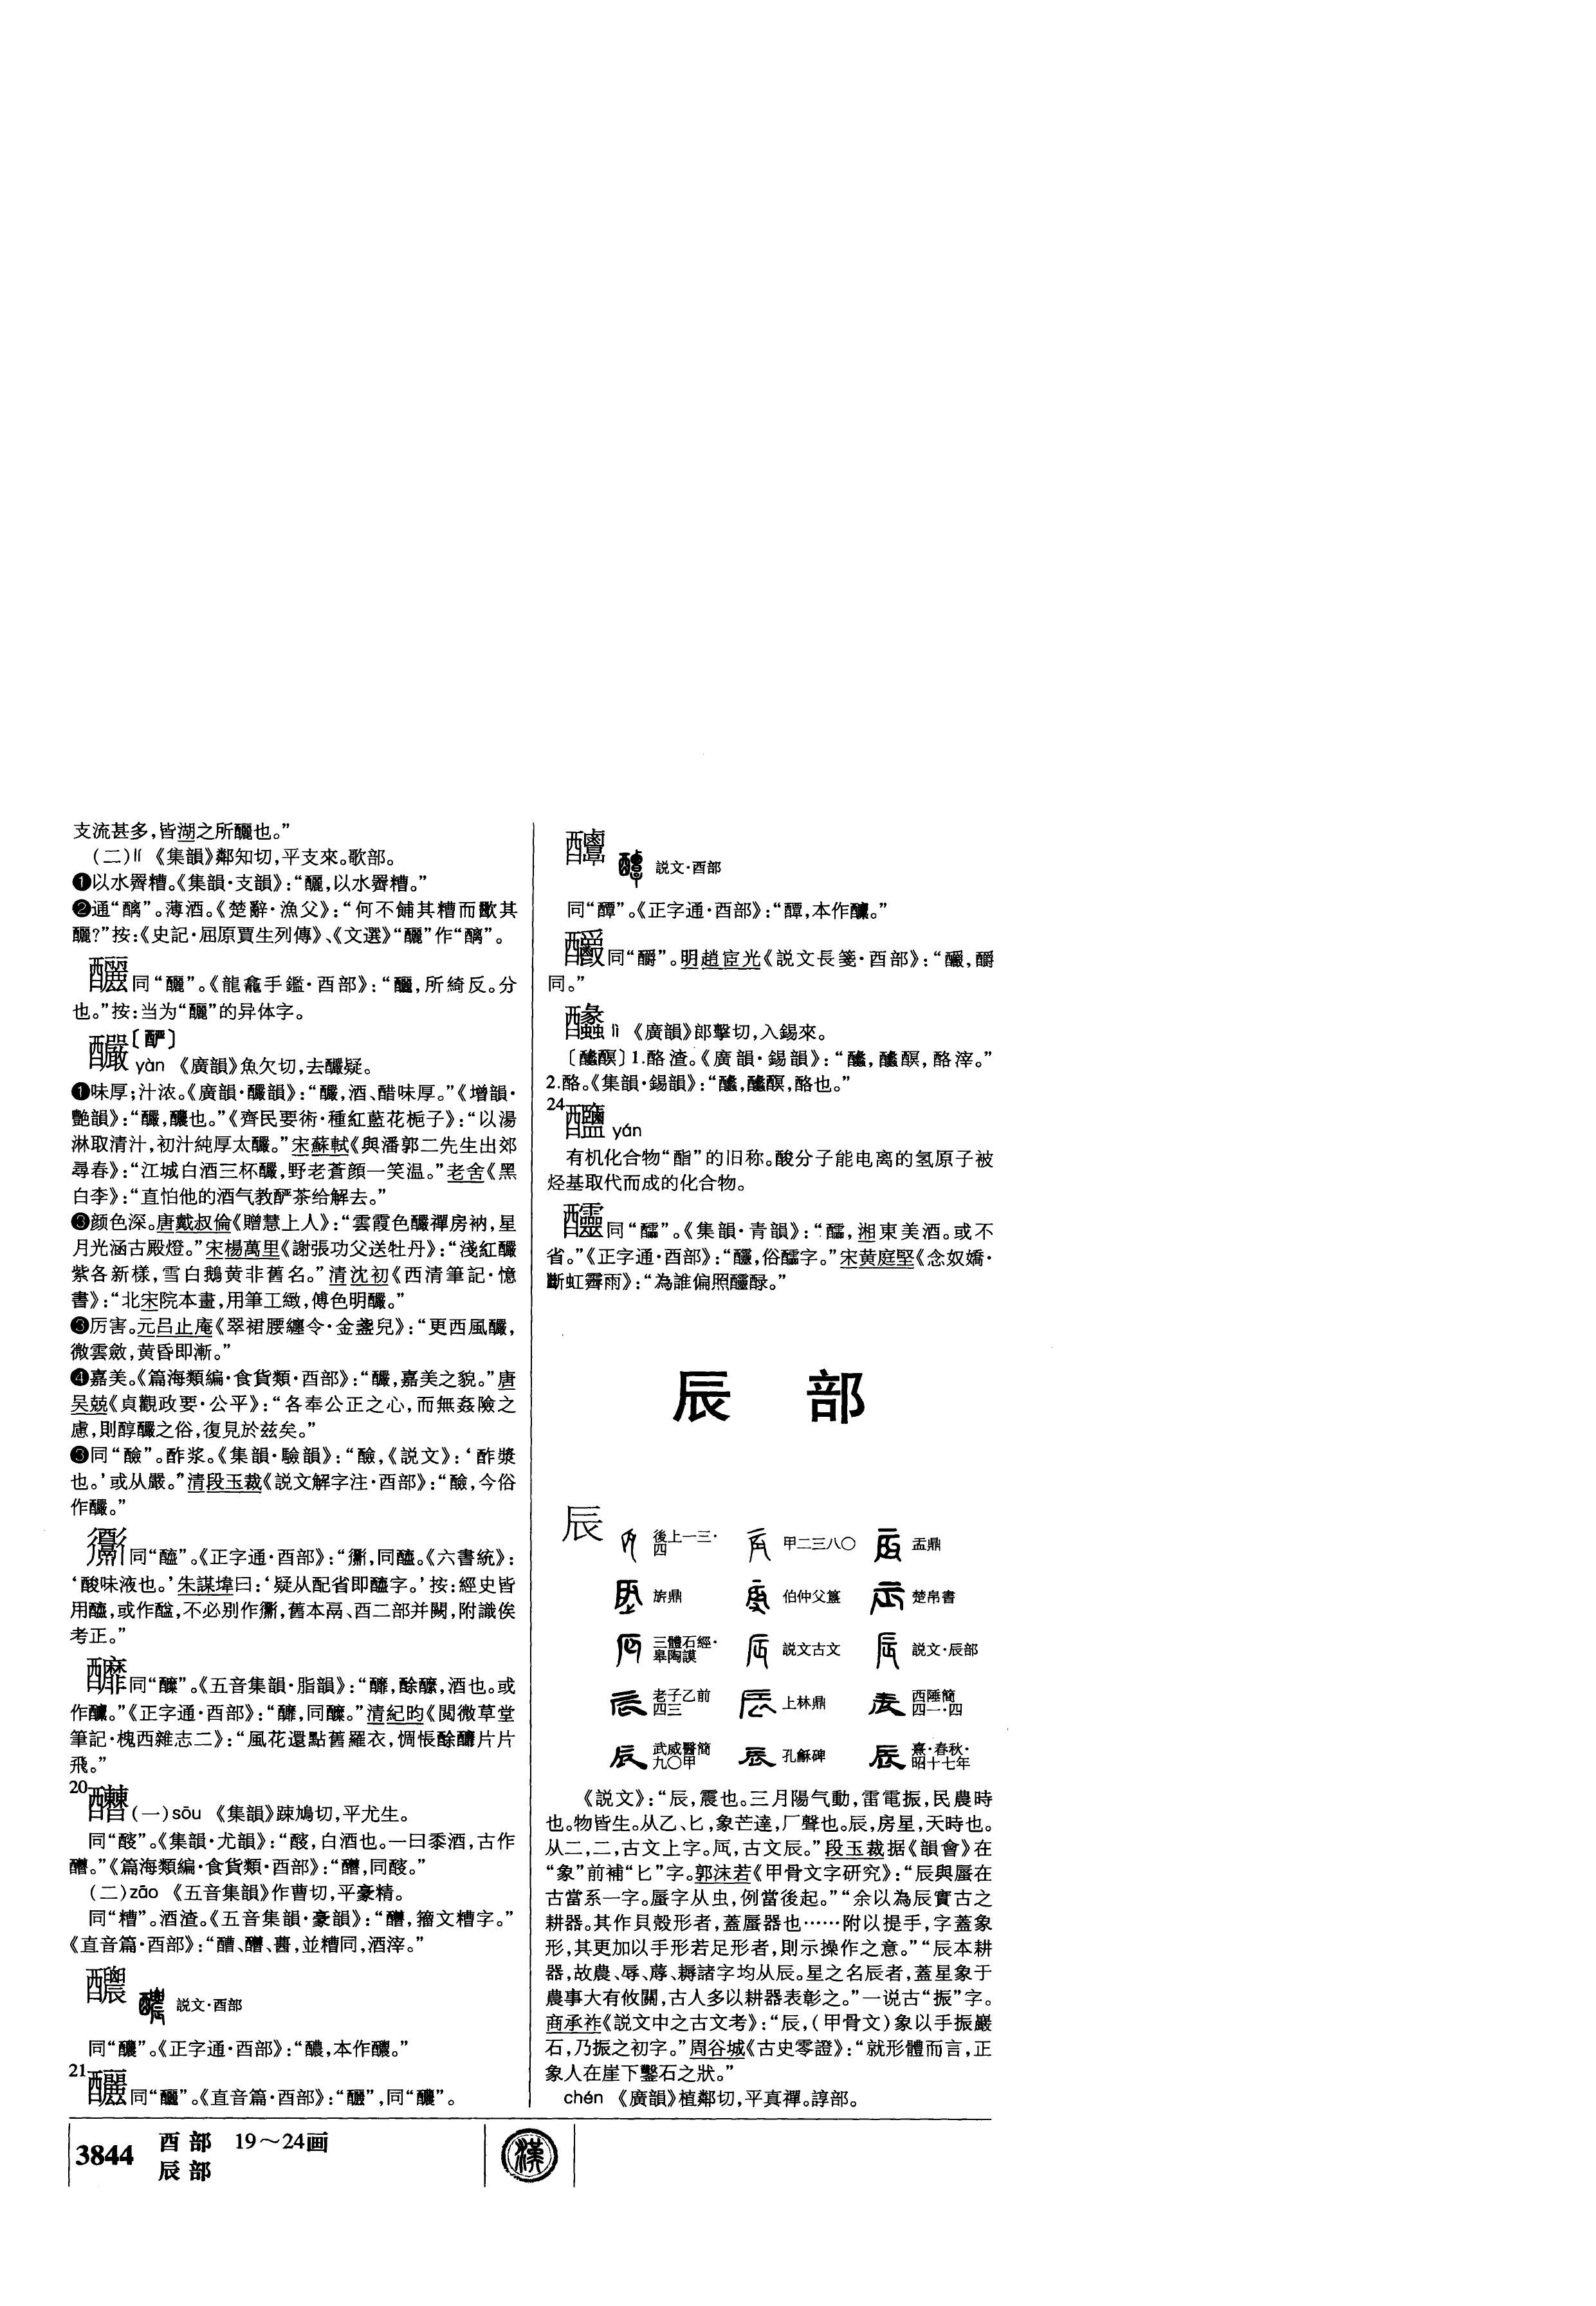 支流甚多，皆湖之所釃也。”
（二）lí 《集韻》鄰知切，平支來。歌部。
❶以水釃糟。《集韻·支韻》：“釃，以水釃糟。”
❷通“醨”。薄酒。《楚辭·漁父》：“何不餔其糟而歠其
釃？”按：《史記·屈原賈生列傳》、《文選》“釃”作“醨”。
同“釃”。《龍龕手鑑·酉部》：“，所綺反。分
也。”按：当为“釃”的异体字。
釅〔酽〕
yàn 《廣韻》魚欠切，去釅疑。
❶味厚；汁浓。《廣韻·釅韻》：“釅，酒、醋味厚。”《增韻·
艷韻》：“釅，醲也。”《齊民要術·種紅藍花梔子》：“以湯
淋取清汁，初汁純厚太釅。”宋蘇軾《與潘郭二先生出郊
尋春》：“江城白酒三杯釅，野老蒼顔一笑温。”老舍《黑
白李》：“直怕他的酒气教酽茶给解去。”
❸颜色深。唐戴叔倫《贈慧上人》：“雲霞色釅禪房衲，星
月光涵古殿燈。”宋楊萬里《謝張功父送牡丹》：“淺紅釅
紫各新樣，雪白鵝黄非舊名。”清沈初《西清筆記·憶
書》：“北宋院本畫，用筆工緻，傅色明釅。”
❸厉害。元吕止庵《翠裙腰纏令·金盞兒》：“更西風釅，
微雲斂，黄昏即漸。”
❹嘉美。《篇海類編·食貨類·酉部》：“釅，嘉美之貌。”唐
吴兢《貞觀政要·公平》：“各奉公正之心，而無姦險之
慮，則醇釅之俗，復見於兹矣。”
❸同“醶”。酢浆。《集韻·驗韻》：“醶，《説文》：‘酢漿
也。’或从嚴。”清段玉裁《説文解字注·酉部》：“醶，今俗
作釅。”
同“醯”。《正字通·酉部》：“，同醯。《六書統》：
‘酸味液也。’朱謀㙔曰：‘疑从配省即醯字。’按：經史皆
用醯，或作，不必别作，舊本鬲、酉二部并闕，附識俟
考正。”
同“醾”。《五音集韻·脂韻》：“，酴醾，酒也。或
作。”《正字通·酉部》：“，同醾。”清紀昀《閲微草堂
筆記·槐西雜志二》：“風花還點舊羅衣，惆悵酴片片
飛。”
20
（一）sōu 《集韻》踈鳩切，平尤生。
同“醙”。《集韻·尤韻》：“醙，白酒也。一曰黍酒，古作
。”《篇海類編·食貨類·酉部》：“，同醙。”
（二）zāo 《五音集韻》作曹切，平豪精。
同“糟”。酒渣。《五音集韻·豪韻》：“，籀文糟字。”
《直音篇·酉部》：“醩、、，並糟同，酒滓。”
説文·酉部
同“醲”。《正字通·酉部》：“醲，本作。”
21
同“釃”。《直音篇·酉部》：“”，同“”。
説文·酉部
同“醰”。《正字通·酉部》：“醰，本作。”
同“釂”。明趙宧光《説文長箋·酉部》：“，釂
同。”
lì 《廣韻》郎擊切，入錫來。
〔〕1.酪渣。《廣韻·錫韻》：“，，酪滓。”
2.酪。《集韻·錫韻》：“，，酪也。”
24
yán
有机化合物“酯”的旧称。酸分子能电离的氢原子被
烃基取代而成的化合物。
同“醽”。《集韻·青韻》：“醽，湘東美酒。或不
省。”《正字通·酉部》：“，俗醽字。”宋黄庭堅《念奴嬌·
斷虹霽雨》：“為誰偏照醁。”
辰 部
辰
後上一三·四 甲二三八〇 盂鼎
旂鼎 伯仲父簋 楚帛書
三體石經·臯陶謨 説文古文 説文·辰部
老子乙前四三 上林鼎 西陲簡四一·四
武威醫簡九〇甲 孔龢碑 熹·春秋·昭十七年
《説文》：“辰，震也。三月陽气動，雷電振，民農時
也。物皆生。从乙、匕，象芒達，厂聲也。辰，房星，天時也。
从二，二，古文上字。，古文辰。”段玉裁据《韻會》在
“象”前補“匕”字。郭沫若《甲骨文字研究》：“辰與蜃在
古當系一字。蜃字从虫，例當後起。”“余以為辰實古之
耕器。其作貝殼形者，蓋蜃器也……附以提手，字蓋象
形，其更加以手形若足形者，則示操作之意。”“辰本耕
器，故農、辱、蓐、耨諸字均从辰。星之名辰者，蓋星象于
農事大有攸關，古人多以耕器表彰之。”一说古“振”字。
商承祚《説文中之古文考》：“辰，（甲骨文）象以手振巖
石，乃振之初字。”周谷城《古史零證》：“就形體而言，正
象人在崖下鑿石之狀。”
chén 《廣韻》植鄰切，平真禪。諄部。
3844 酉部 19～24画
辰部
漢